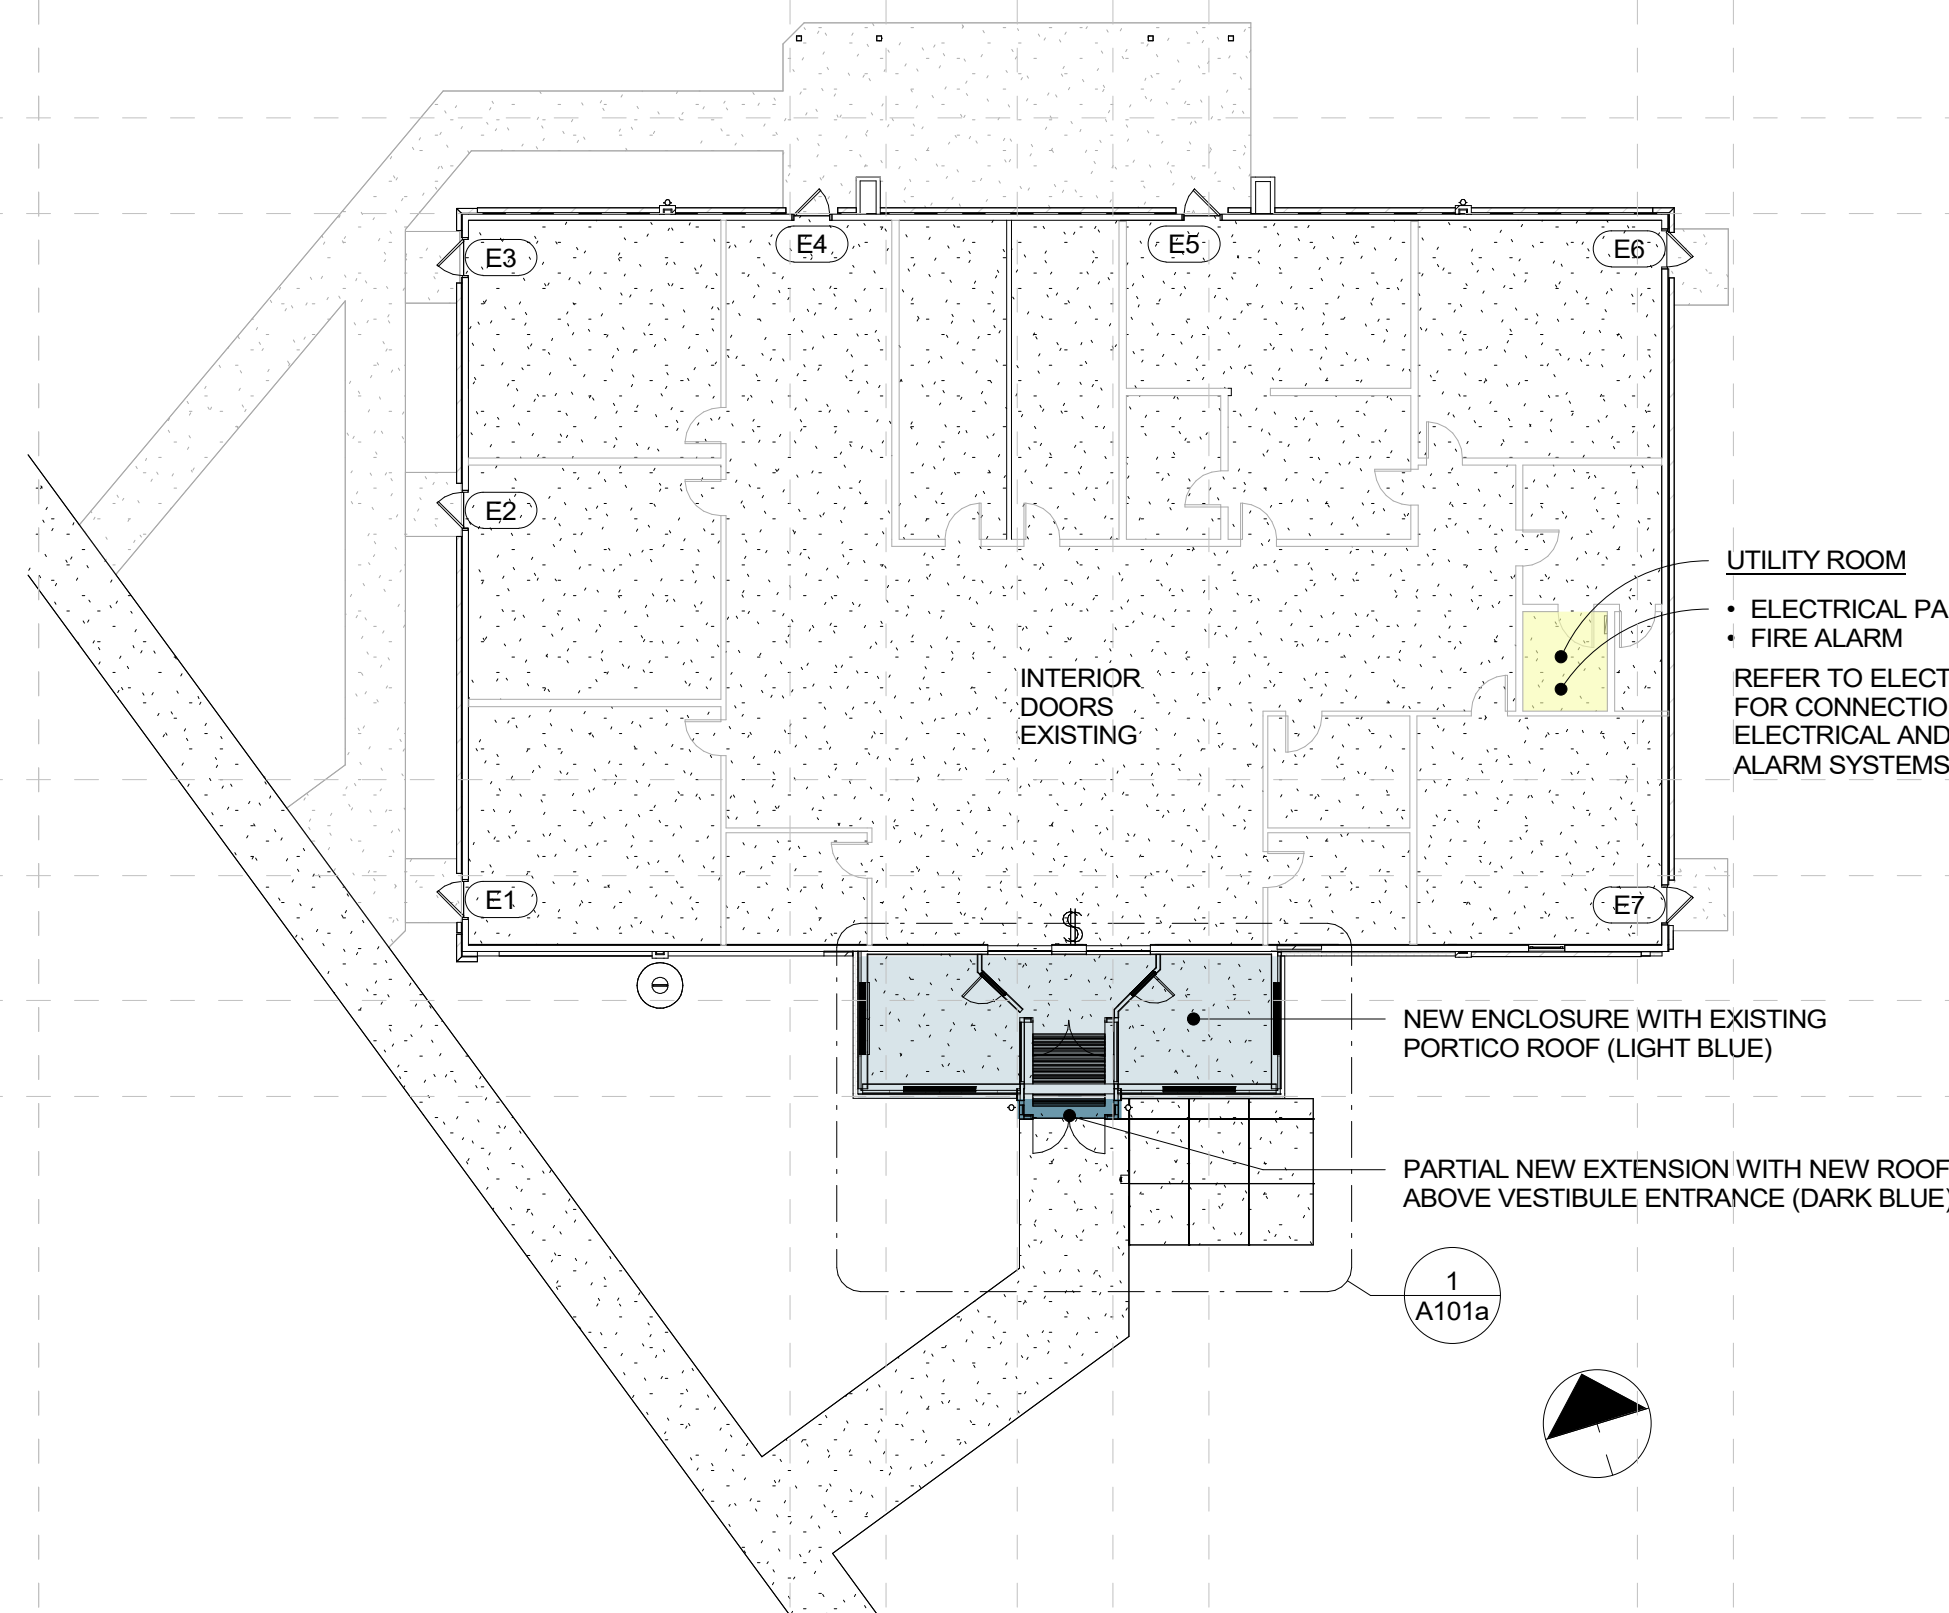 E3
E4
E5
E6
E2
UTILITY ROOM
• ELECTRICAL PA
• FIRE ALARM
REFER TO ELECT
FOR CONNECTIO
ELECTRICAL AND
ALARM SYSTEMS
INTERIOR
DOORS
EXISTING
E1
E7
$
NEW ENCLOSURE WITH EXISTING
PORTICO ROOF (LIGHT BLUE)
PARTIAL NEW EXTENSION WITH NEW ROOF
ABOVE VESTIBULE ENTRANCE (DARK BLUE)
1
A101a